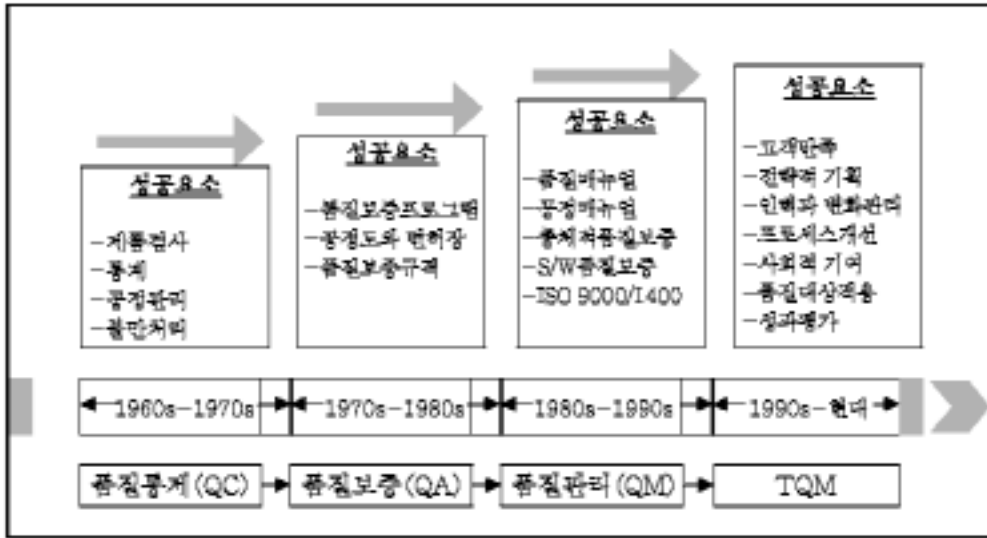 성공요소
-제품검사
-통계
-공정관리
-불만처리
성공요소
-품질보증프로그램
-공정도와 면허장
-품질보증규격
성공요소
-품질매뉴얼
-공정매뉴얼
-총체적품질보증
-S/W품질보증
-ISO 9000/1400
성공요소
-고객만족
-전략적 기획
-인력과 변화관리
-프로세스개선
-사회적 기여
-품질대상적용
-성과평가
1960s-1970s
1970s-1980s
1980s-1990s
1990s-현대
품질통제(QC)
품질보증(QA)
품질관리(QM)
TQM